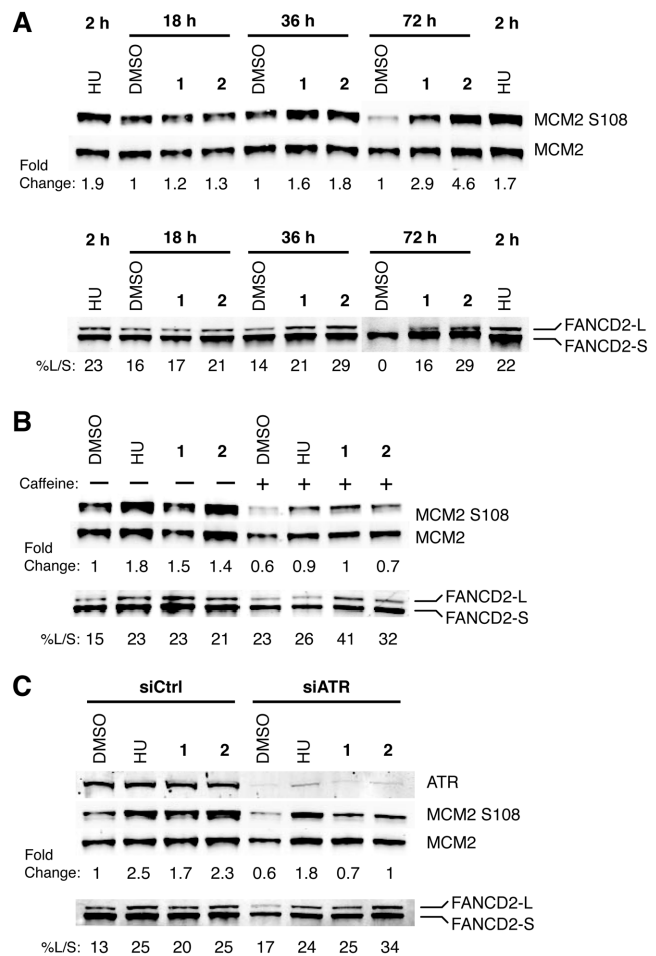 A
2 h 18 h 36 h 72 h 2 h
HU DMSO 1 2 DMSO 1 2 DMSO 1 2 HU
MCM2 S108
MCM2
Fold
Change: 1.9 1 1.2 1.3 1 1.6 1.8 1 2.9 4.6 1.7
2 h 18 h 36 h 72 h 2 h
HU DMSO 1 2 DMSO 1 2 DMSO 1 2 HU
FANCD2-L
FANCD2-S
%L/S: 23 16 17 21 14 21 29 0 16 29 22
B
DMSO HU 1 2 DMSO HU 1 2
Caffeine: — — — — + + + +
MCM2 S108
MCM2
Fold
Change: 1 1.8 1.5 1.4 0.6 0.9 1 0.7
FANCD2-L
FANCD2-S
%L/S: 15 23 23 21 23 26 41 32
C
siCtrl siATR
DMSO HU 1 2 DMSO HU 1 2
ATR
MCM2 S108
MCM2
Fold
Change: 1 2.5 1.7 2.3 0.6 1.8 0.7 1
FANCD2-L
FANCD2-S
%L/S: 13 25 20 25 17 24 25 34